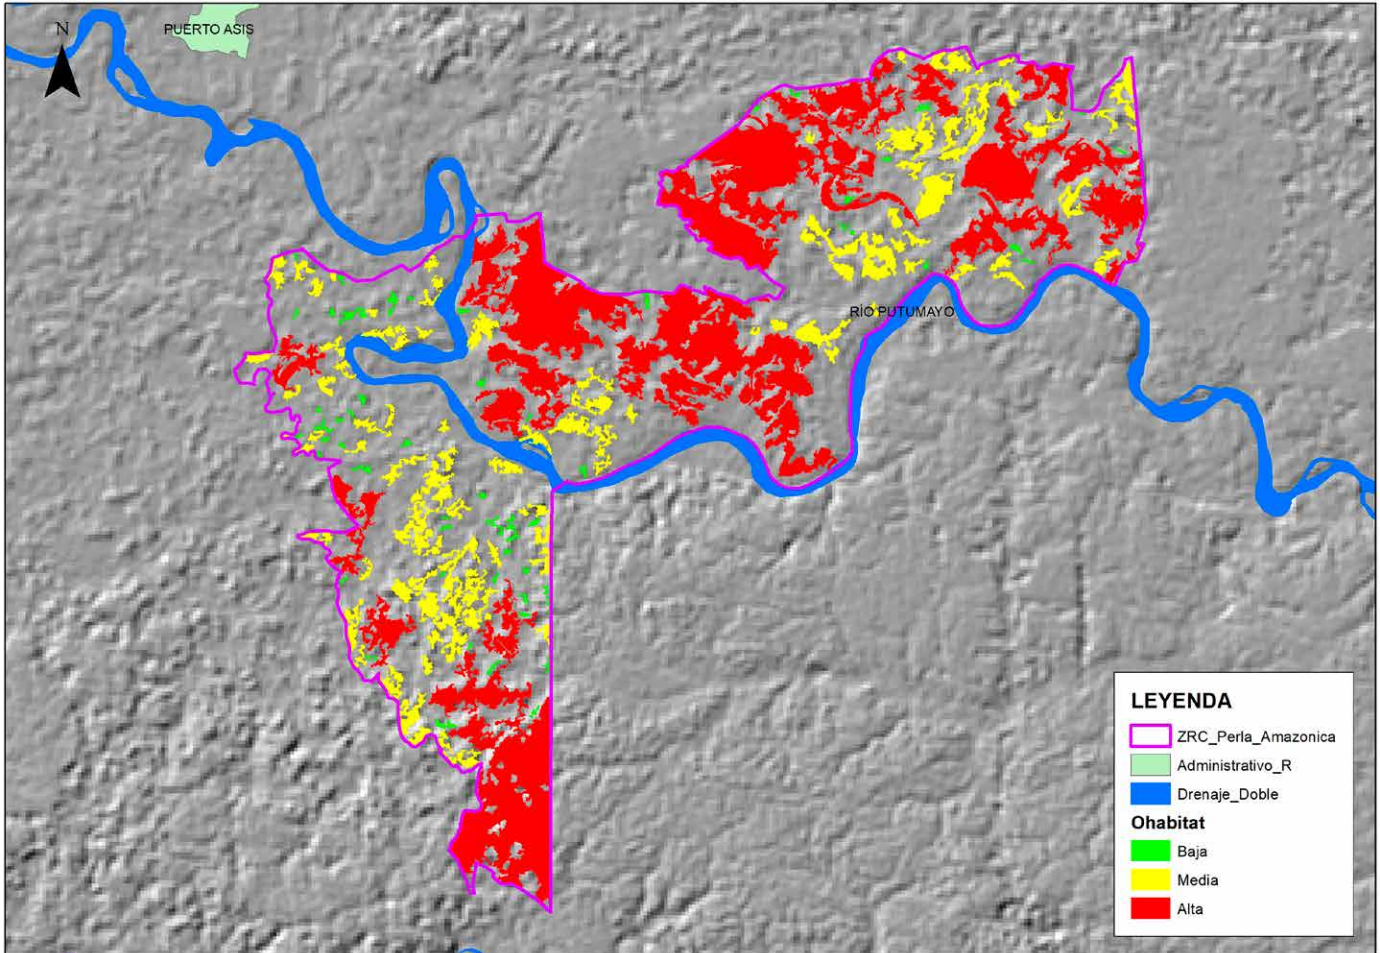 PUERTO ASIS
N
RÍO PUTUMAYO
LEYENDA
ZRC_Perla_Amazonica
Administrativo_R
Drenaje_Doble
Ohabitat
Baja
Media
Alta